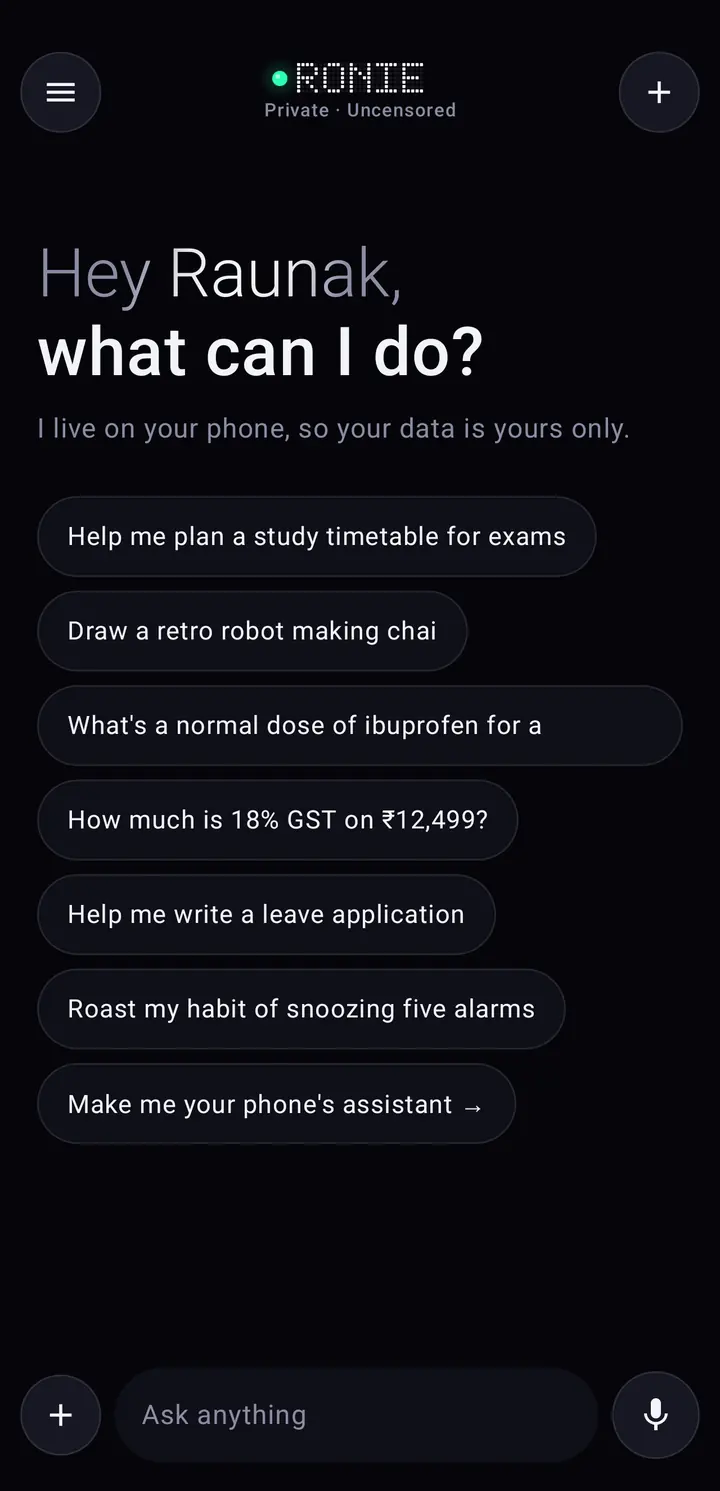 RONIE
Private · Uncensored
Hey Raunak,
what can I do?
I live on your phone, so your data is yours only.
Help me plan a study timetable for exams
Draw a retro robot making chai
What's a normal dose of ibuprofen for a
How much is 18% GST on ₹12,499?
Help me write a leave application
Roast my habit of snoozing five alarms
Make me your phone's assistant →
Ask anything